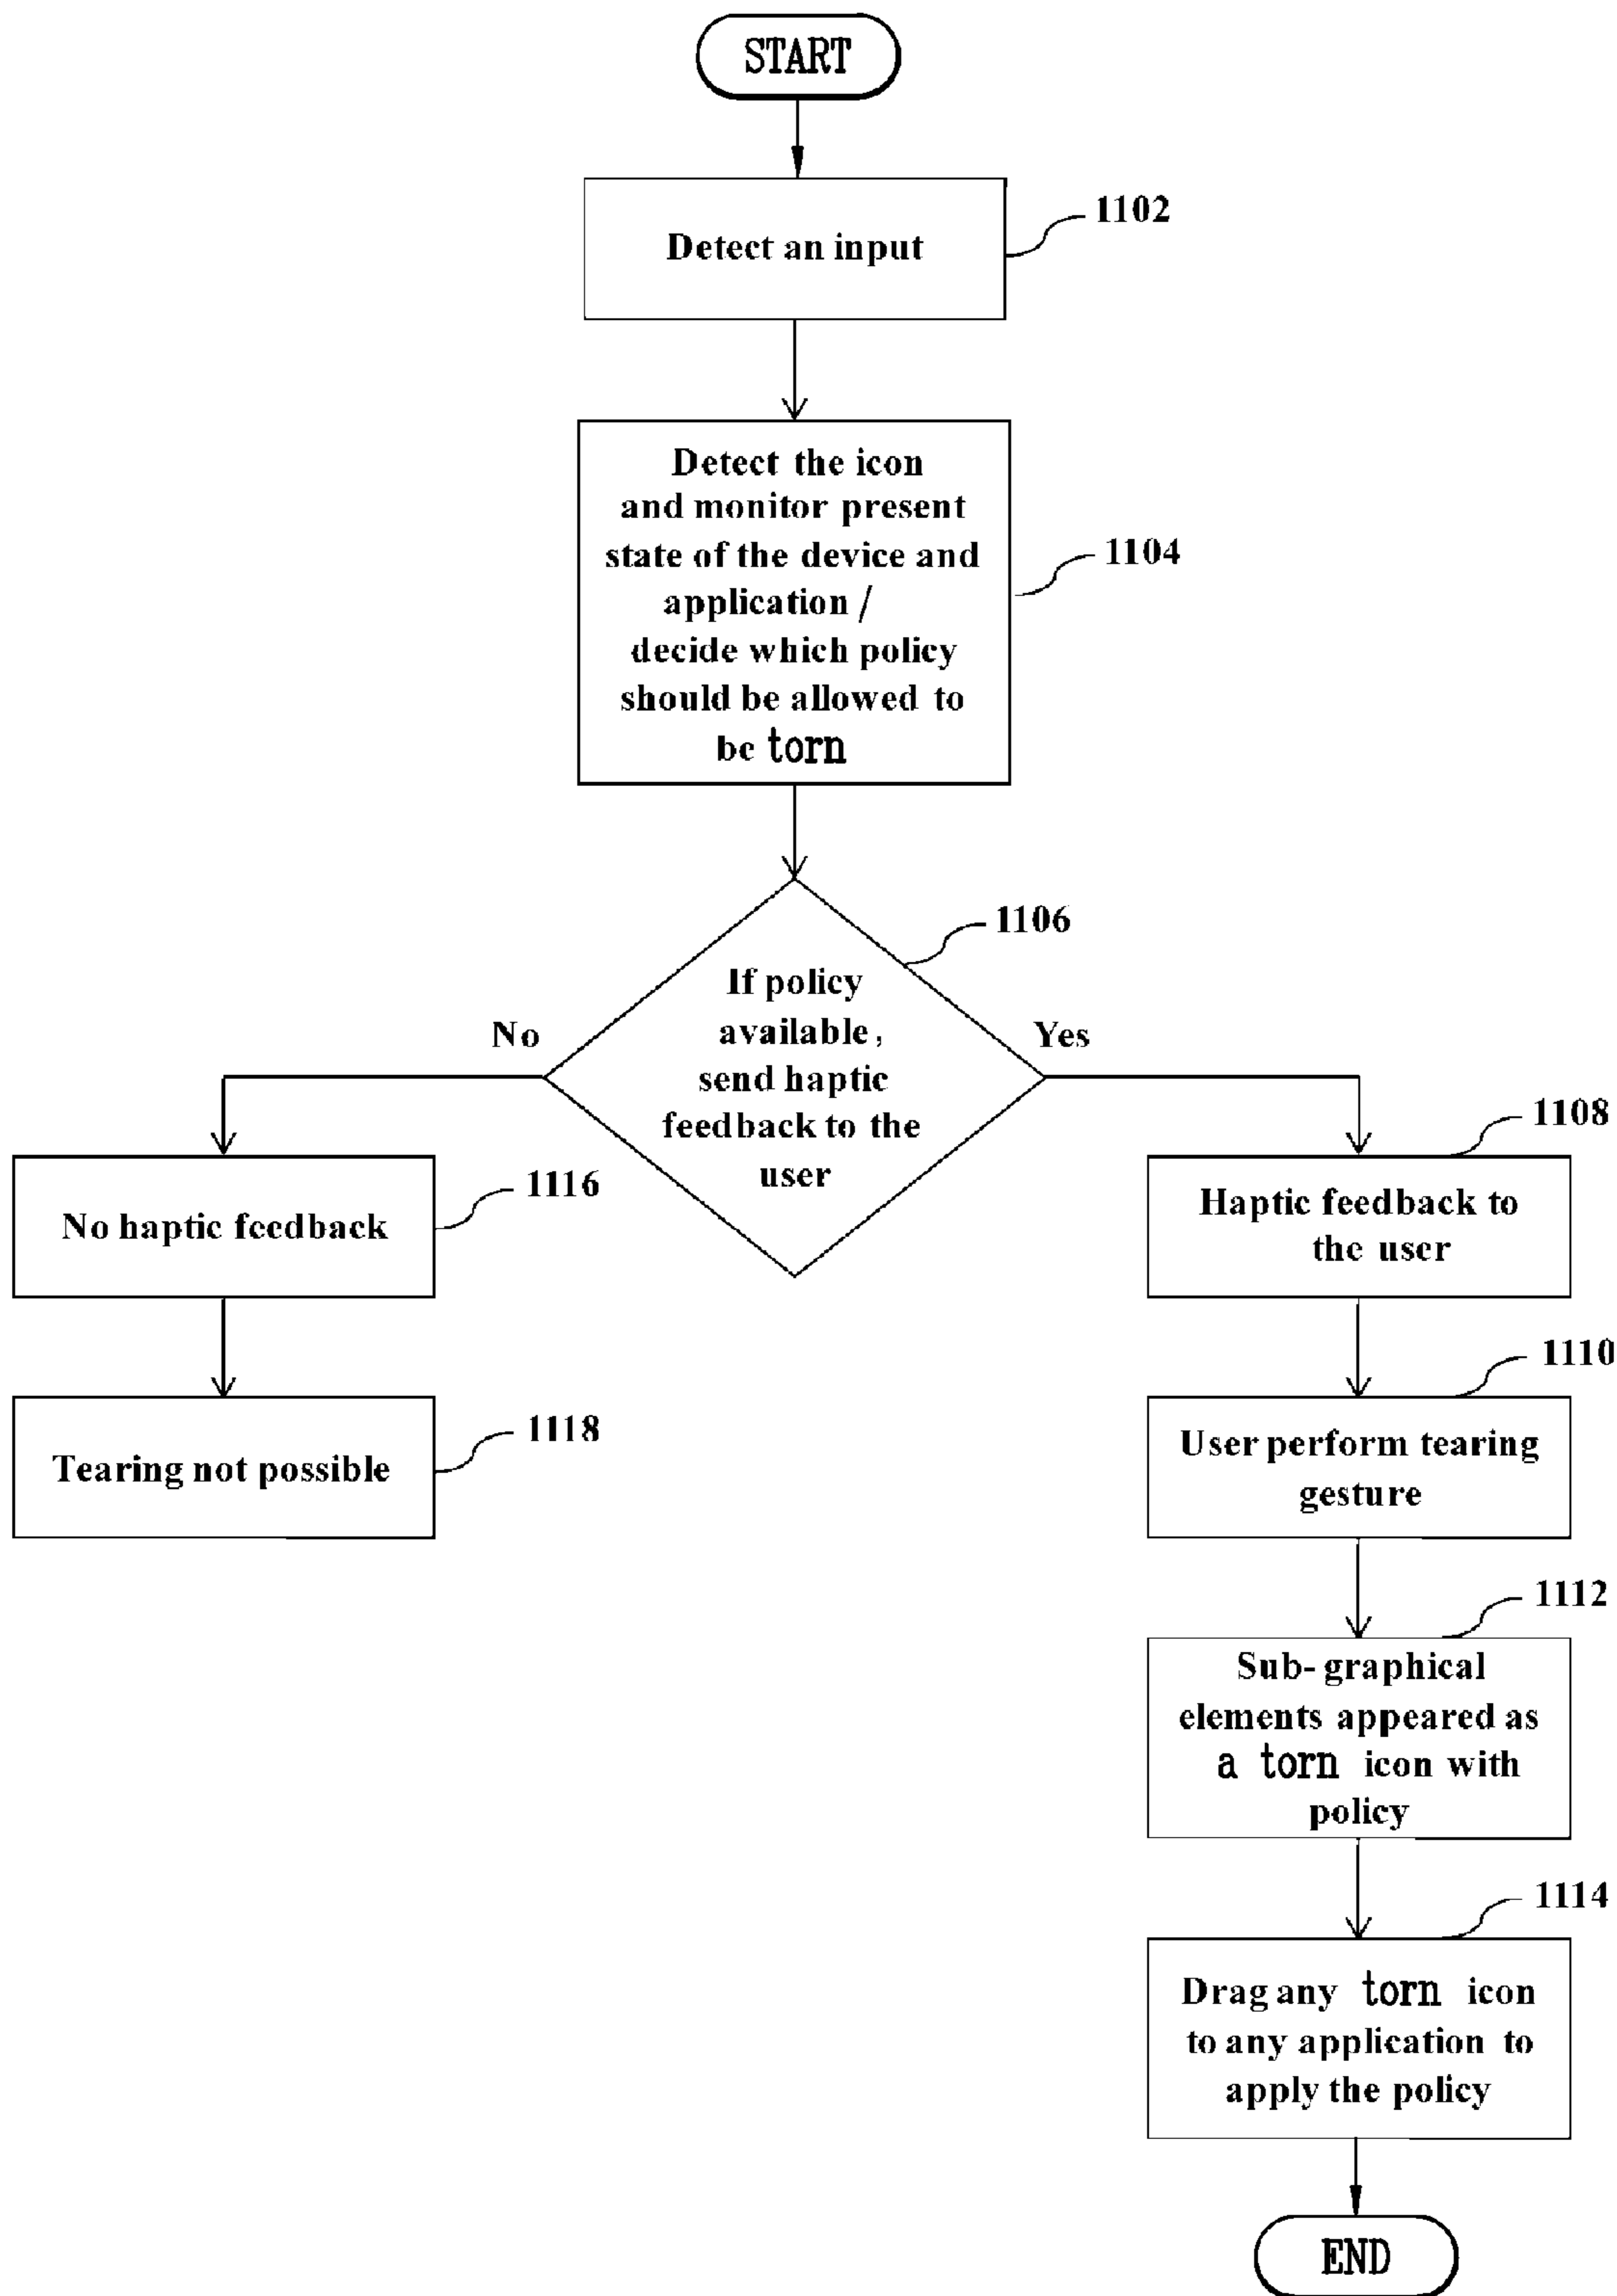 START
1102
Detect an input
Detect the icon
and monitor present
state of the device and
application /
decide which policy
should be allowed to
be torn
1104
1106
If policy
available,
send haptic
feedback to the
user
No
Yes
1116
No haptic feedback
1118
Tearing not possible
1108
Haptic feedback to
the user
1110
User perform tearing
gesture
1112
Sub-graphical
elements appeared as
a torn icon with
policy
1114
Drag any torn icon
to any application to
apply the policy
END